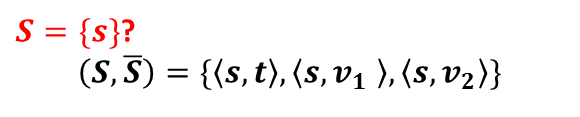 S = {s}?
(S, S̅) = {⟨s, t⟩, ⟨s, v₁ ⟩, ⟨s, v₂⟩}